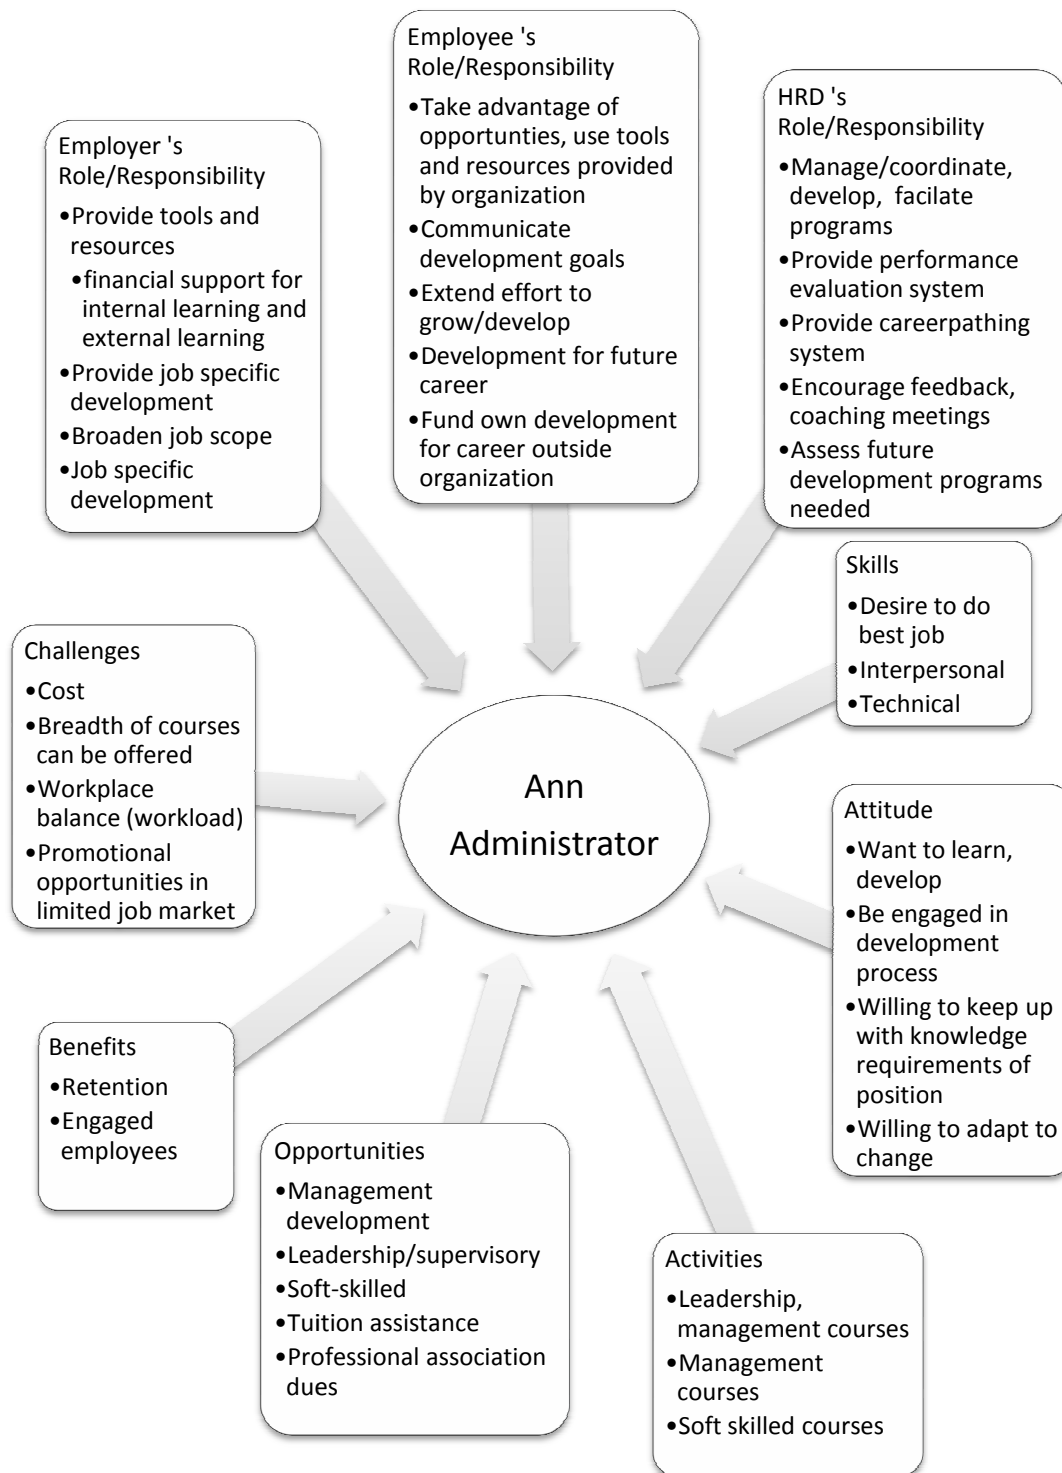 Employer 's
Role/Responsibility
•Provide tools and
resources
•financial support for
internal learning and
external learning
•Provide job specific
development
•Broaden job scope
•Job specific
development
Employee 's
Role/Responsibility
•Take advantage of
opportunties, use tools
and resources provided
by organization
•Communicate
development goals
•Extend effort to
grow/develop
•Development for future
career
•Fund own development
for career outside
organization
HRD 's
Role/Responsibility
•Manage/coordinate,
develop, facilate
programs
•Provide performance
evaluation system
•Provide careerpathing
system
•Encourage feedback,
coaching meetings
•Assess future
development programs
needed
Skills
•Desire to do
best job
•Interpersonal
•Technical
Challenges
•Cost
•Breadth of courses
can be offered
•Workplace
balance (workload)
•Promotional
opportunities in
limited job market
Ann
Administrator
Attitude
•Want to learn,
develop
•Be engaged in
development
process
•Willing to keep up
with knowledge
requirements of
position
•Willing to adapt to
change
Benefits
•Retention
•Engaged
employees
Opportunities
•Management
development
•Leadership/supervisory
•Soft-skilled
•Tuition assistance
•Professional association
dues
Activities
•Leadership,
management courses
•Management
courses
•Soft skilled courses